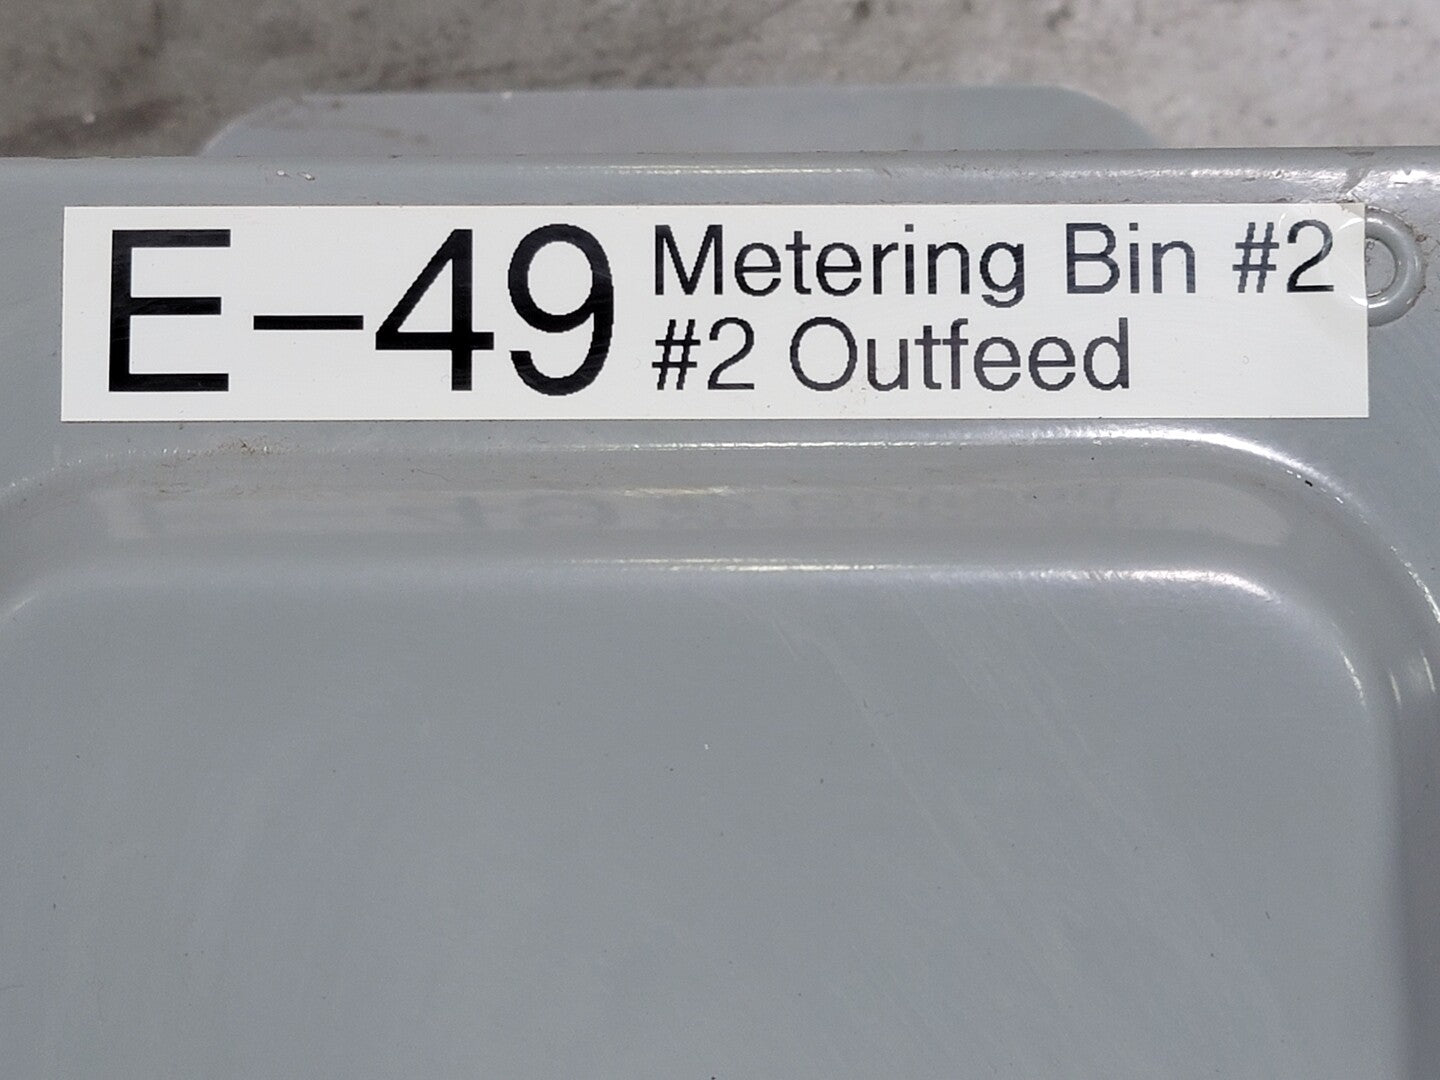 E-49 Metering Bin #2
#2 Outfeed